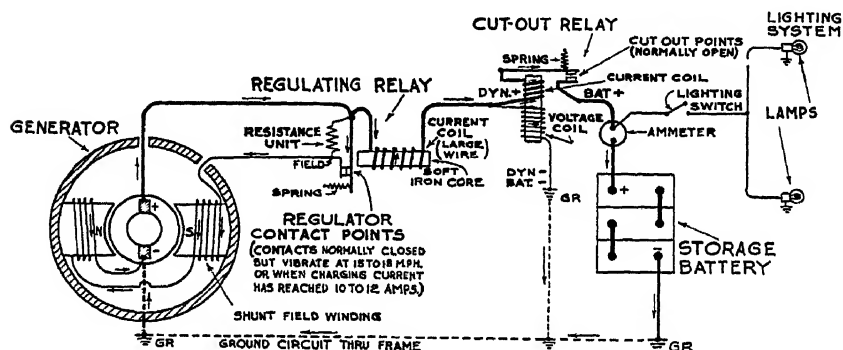 CUT-OUT RELAY
LIGHTING
SYSTEM
SPRING
CUT OUT POINTS
(NORMALLY OPEN)
REGULATING RELAY
DYN.+
BAT +
CURRENT COIL
LIGHTING
SWITCH
LAMPS
GENERATOR
RESISTANCE
UNIT
CURRENT
COIL
(LARGE
WIRE)
VOLTAGE
COIL
AMMETER
FIELD
SOFT
IRON CORE
SPRING
DYN -
BAT. -
GR
+
-
+
-
N
S
REGULATOR
CONTACT POINTS
(CONTACTS NORMALLY CLOSED
BUT VIBRATE AT 15 TO 18 M.P.H.
OR WHEN CHARGING CURRENT
HAS REACHED 10 TO 12 AMPS.)
STORAGE
BATTERY
SHUNT FIELD WINDING
GR
GROUND CIRCUIT THRU FRAME
GR